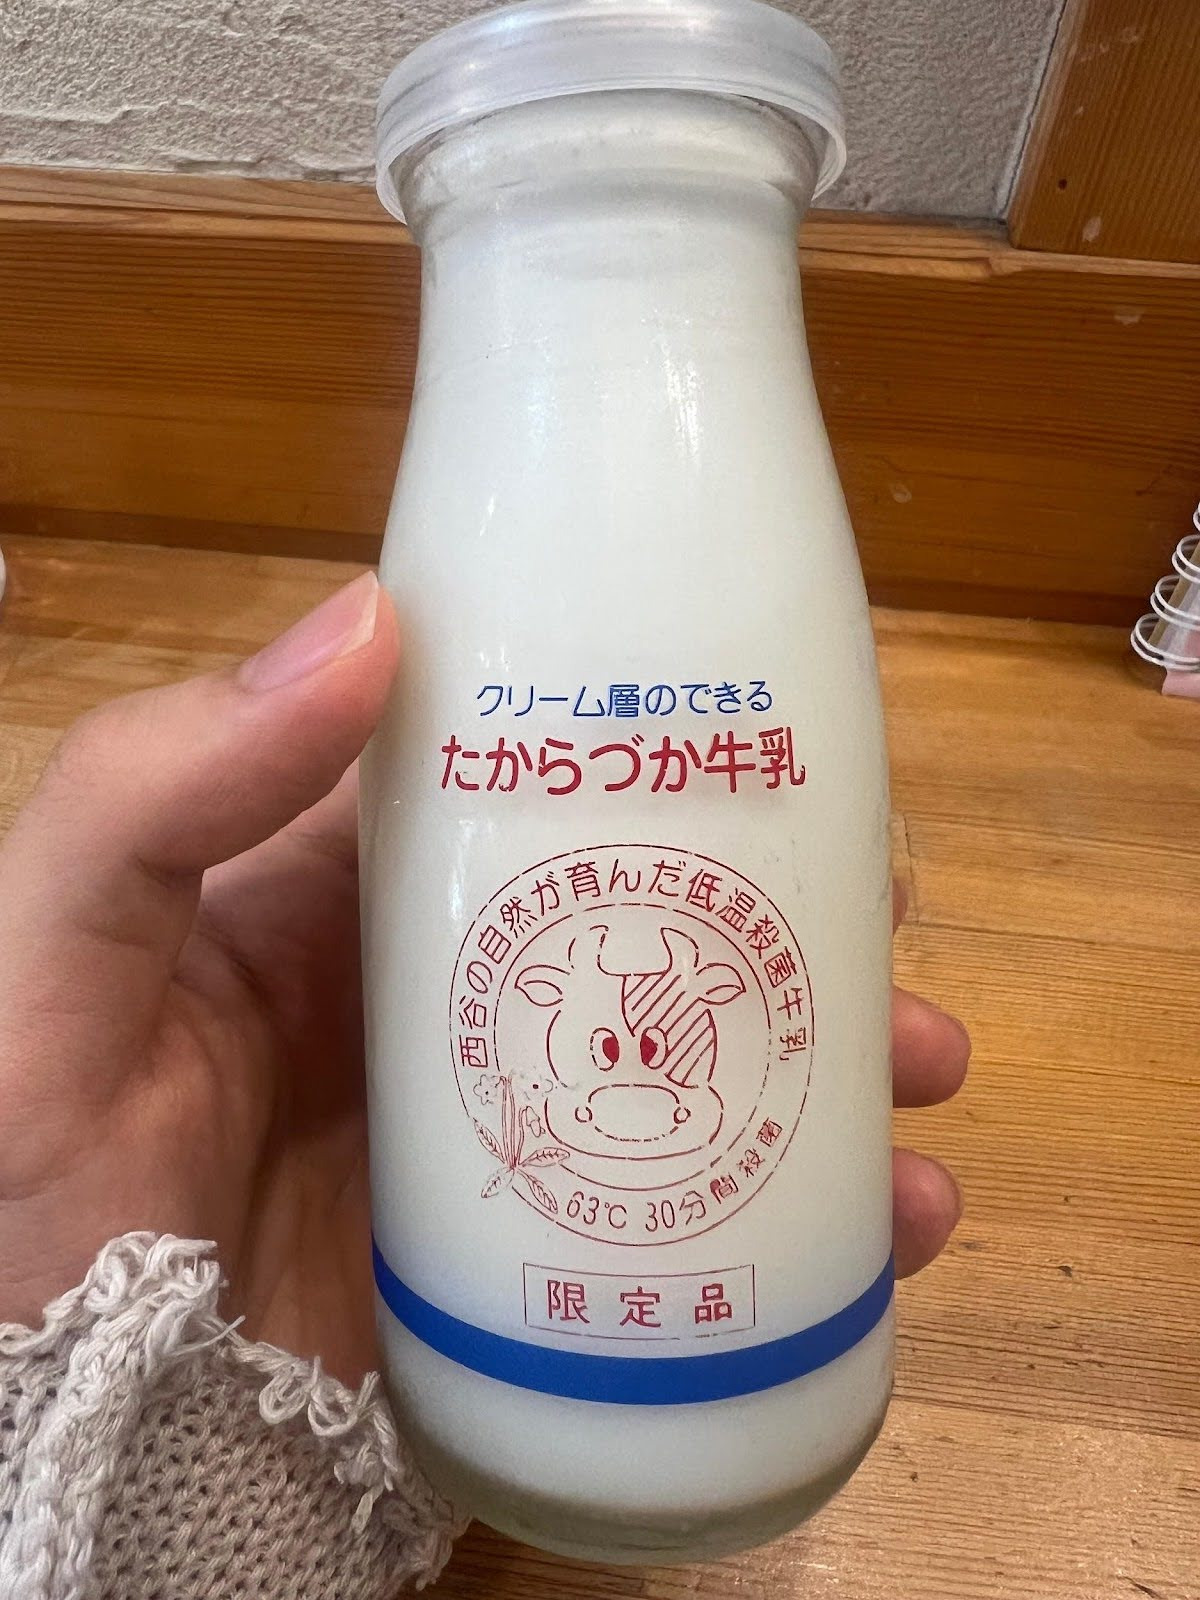 クリーム層のできる
たからづか牛乳
西谷の自然が育んだ低温殺菌牛乳
63℃ 30分間殺菌
限定品